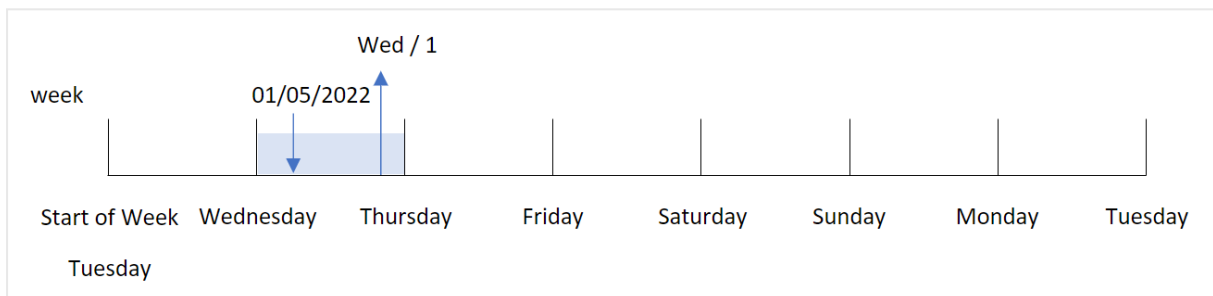 Wed / 1
week 01/05/2022
Start of Week Wednesday Thursday Friday Saturday Sunday Monday Tuesday
Tuesday